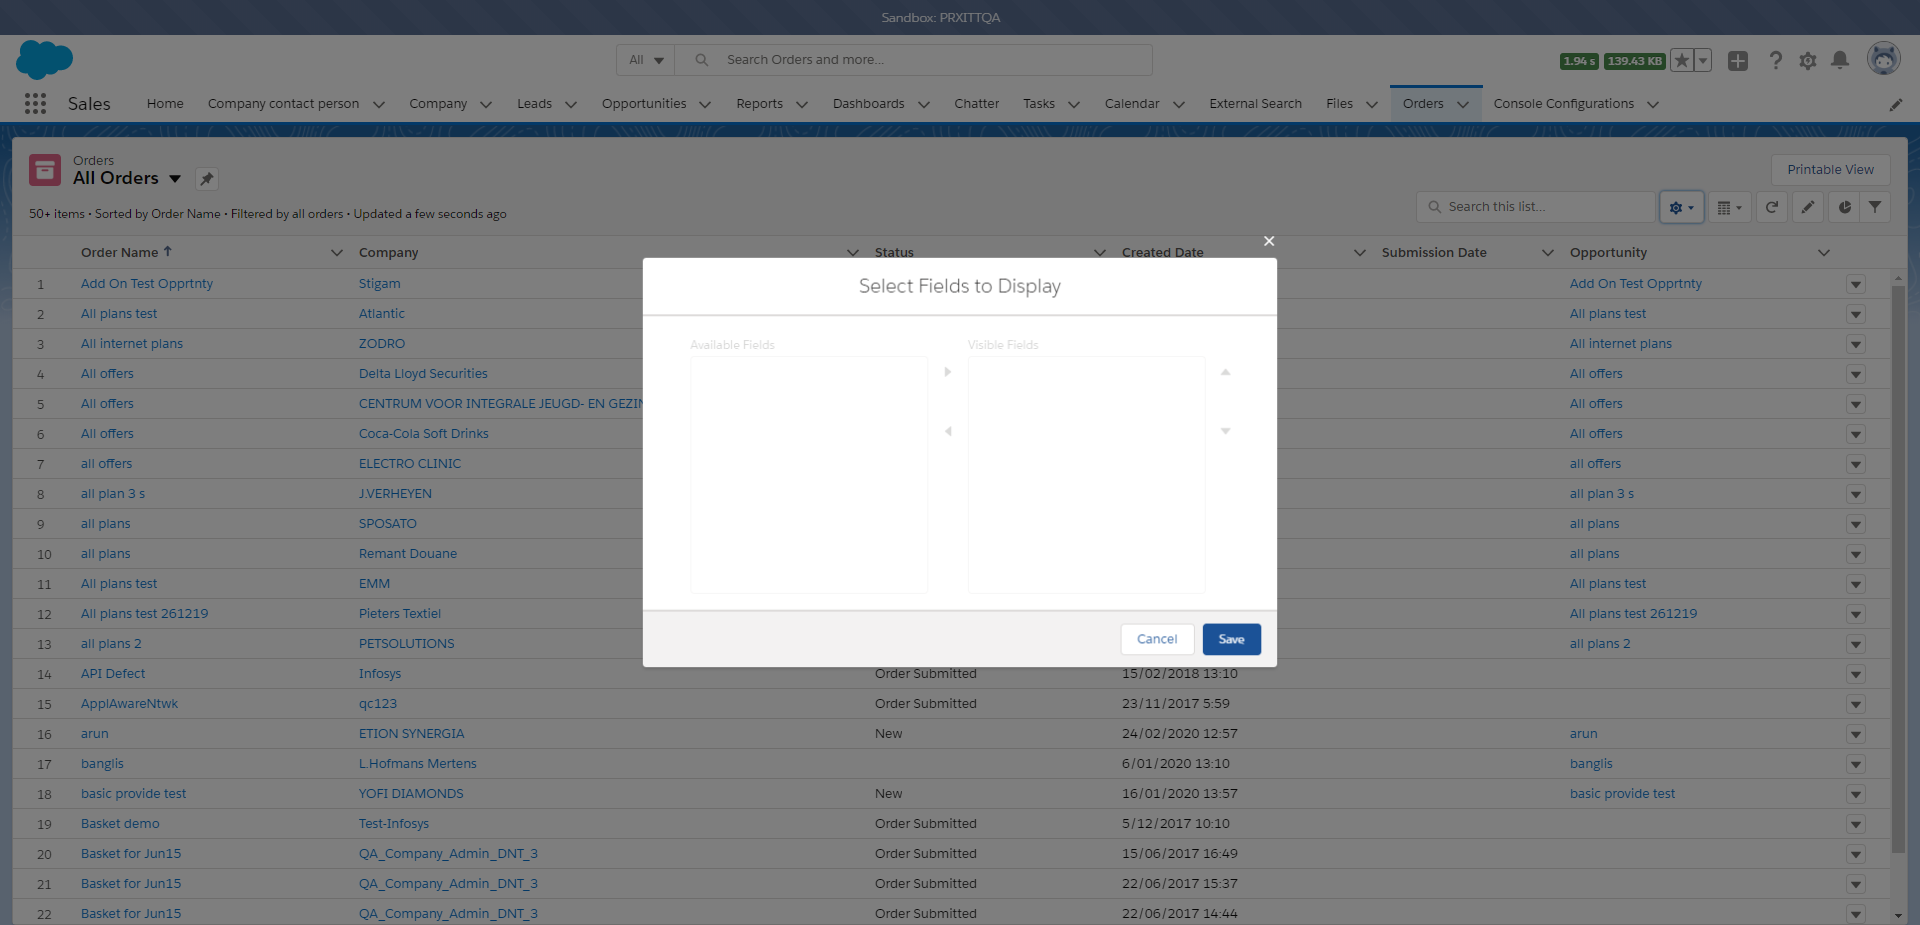 Sandbox: PRXITTQA
All
Search Orders and more...
1.94 s 139.43 KB
Sales
Home Company contact person Company Leads Opportunities Reports Dashboards Chatter Tasks Calendar External Search Files Orders Console Configurations
Orders
All Orders
Printable View
50+ items • Sorted by Order Name • Filtered by all orders • Updated a few seconds ago
Search this list...
Order Name Company Status Created Date Submission Date Opportunity
1 Add On Test Opprtnty Stigam Add On Test Opprtnty
2 All plans test Atlantic All plans test
3 All internet plans ZODRO All internet plans
4 All offers Delta Lloyd Securities All offers
5 All offers CENTRUM VOOR INTEGRALE JEUGD- EN GEZIN All offers
6 All offers Coca-Cola Soft Drinks All offers
7 all offers ELECTRO CLINIC all offers
8 all plan 3 s J.VERHEYEN all plan 3 s
9 all plans SPOSATO all plans
10 all plans Remant Douane all plans
11 All plans test EMM All plans test
12 All plans test 261219 Pieters Textiel All plans test 261219
13 all plans 2 PETSOLUTIONS all plans 2
14 API Defect Infosys Order Submitted 15/02/2018 13:10
15 ApplAwareNtwk qc123 Order Submitted 23/11/2017 5:59
16 arun ETION SYNERGIA New 24/02/2020 12:57 arun
17 banglis L.Hofmans Mertens 6/01/2020 13:10 banglis
18 basic provide test YOFI DIAMONDS New 16/01/2020 13:57 basic provide test
19 Basket demo Test-Infosys Order Submitted 5/12/2017 10:10
20 Basket for Jun15 QA_Company_Admin_DNT_3 Order Submitted 15/06/2017 16:49
21 Basket for Jun15 QA_Company_Admin_DNT_3 Order Submitted 22/06/2017 15:37
22 Basket for Jun15 QA_Company_Admin_DNT_3 Order Submitted 22/06/2017 14:44
Select Fields to Display
Available Fields Visible Fields
Cancel Save